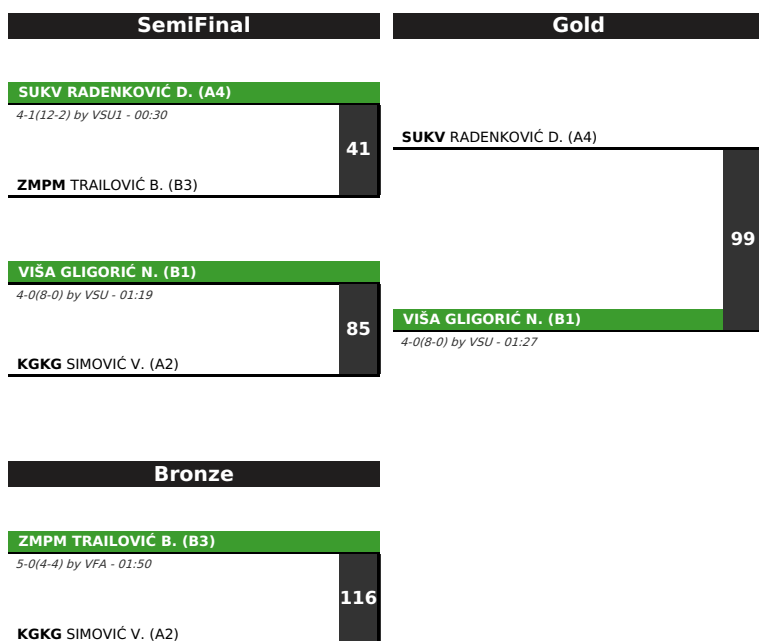 SemiFinal
SUKV RADENKOVIĆ D. (A4)
4-1(12-2) by VSU1 - 00:30
41
ZMPM TRAILOVIĆ B. (B3)
VIŠA GLIGORIĆ N. (B1)
4-0(8-0) by VSU - 01:19
85
KGKG SIMOVIĆ V. (A2)
Gold
SUKV RADENKOVIĆ D. (A4)
99
VIŠA GLIGORIĆ N. (B1)
4-0(8-0) by VSU - 01:27
Bronze
ZMPM TRAILOVIĆ B. (B3)
5-0(4-4) by VFA - 01:50
116
KGKG SIMOVIĆ V. (A2)